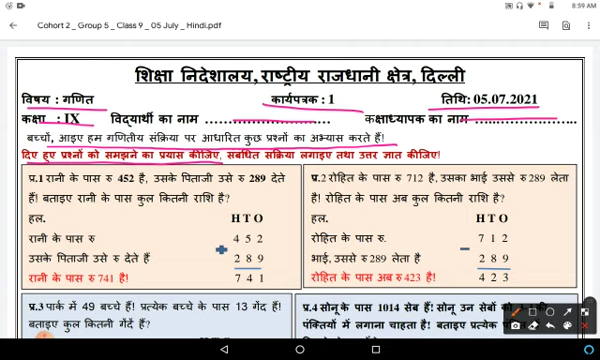 8:59 AM
Cohort 2 _ Group 5 _ Class 9 _ 05 July _ Hindi.pdf
शिक्षा निदेशालय, राष्ट्रीय राजधानी क्षेत्र, दिल्ली
विषय : गणित कार्यपत्रक : 1 तिथि: 05.07.2021
कक्षा : IX विद्यार्थी का नाम ........................ कक्षाध्यापक का नाम ........................
बच्चों, आइए हम गणितीय संक्रिया पर आधारित कुछ प्रश्नों का अभ्यास करते हैं!
दिए हुए प्रश्नों को समझने का प्रयास कीजिए, संबंधित संक्रिया लगाइए तथा उत्तर ज्ञात कीजिए!
प्र.1 रानी के पास रु 452 है, उसके पिताजी उसे रु 289 देते
हैं! बताइए रानी के पास कुल कितनी राशि है?
हल. H T O
रानी के पास रु 4 5 2
उसके पिताजी उसे रु देते हैं + 2 8 9
रानी के पास रु 741 है! 7 4 1
प्र.2 रोहित के पास रु 712 है, उसका भाई उससे रु 289 लेता
है! रोहित के पास अब कुल कितनी राशि है?
हल. H T O
रोहित के पास रु. 7 1 2
भाई, उससे रु 289 लेता है – 2 8 9
रोहित के पास अब रु 423 है! 4 2 3
प्र.3 पार्क में 49 बच्चे हैं! प्रत्येक बच्चे के पास 13 गेंद हैं!
बताइए कुल कितनी गेंदें हैं?
प्र.4 सोनू के पास 1014 सेब हैं! सोनू उन सेबों को
पंक्तियों में लगाना चाहता है! बताइए प्रत्येक